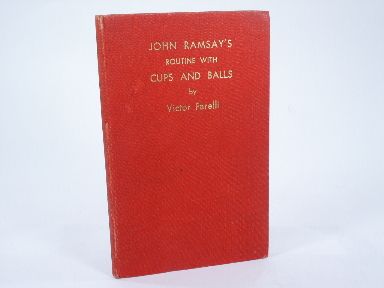 JOHN RAMSAY'S
ROUTINE WITH
CUPS AND BALLS
by
Victor Farelli